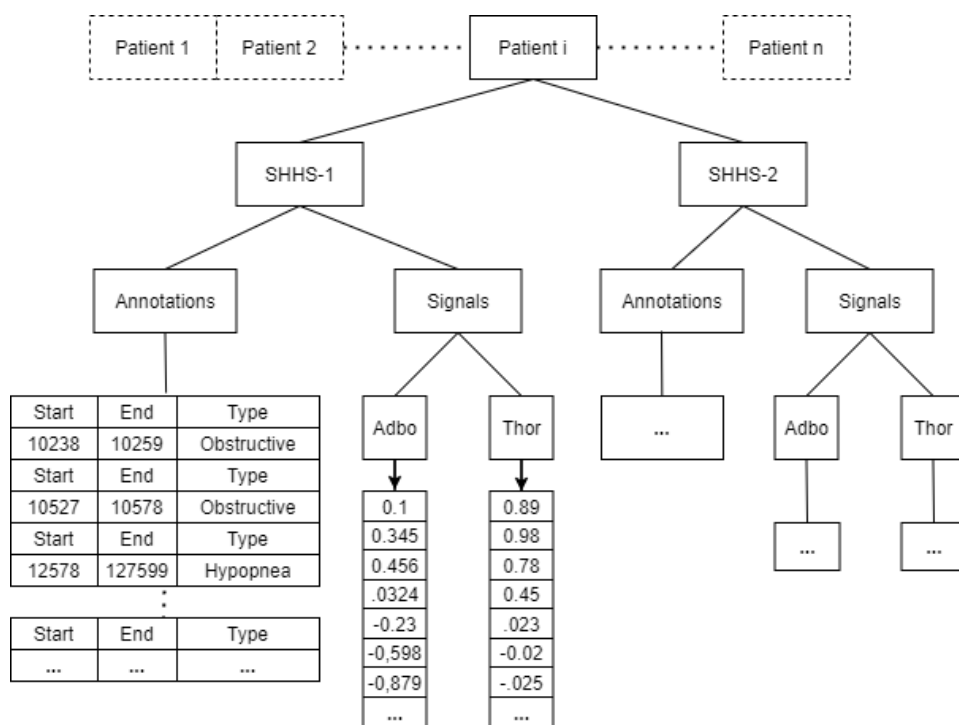 Patient 1 Patient 2 Patient i Patient n
SHHS-1 SHHS-2
Annotations Signals Annotations Signals
Start End Type
10238 10259 Obstructive
Start End Type
10527 10578 Obstructive
Start End Type
12578 127599 Hypopnea
Start End Type
... ... ...
Adbo
0.1
0.345
0.456
.0324
-0.23
-0,598
-0,879
...
Thor
0.89
0.98
0.78
0.45
.023
-0.02
-.025
...
...
Adbo
...
Thor
...